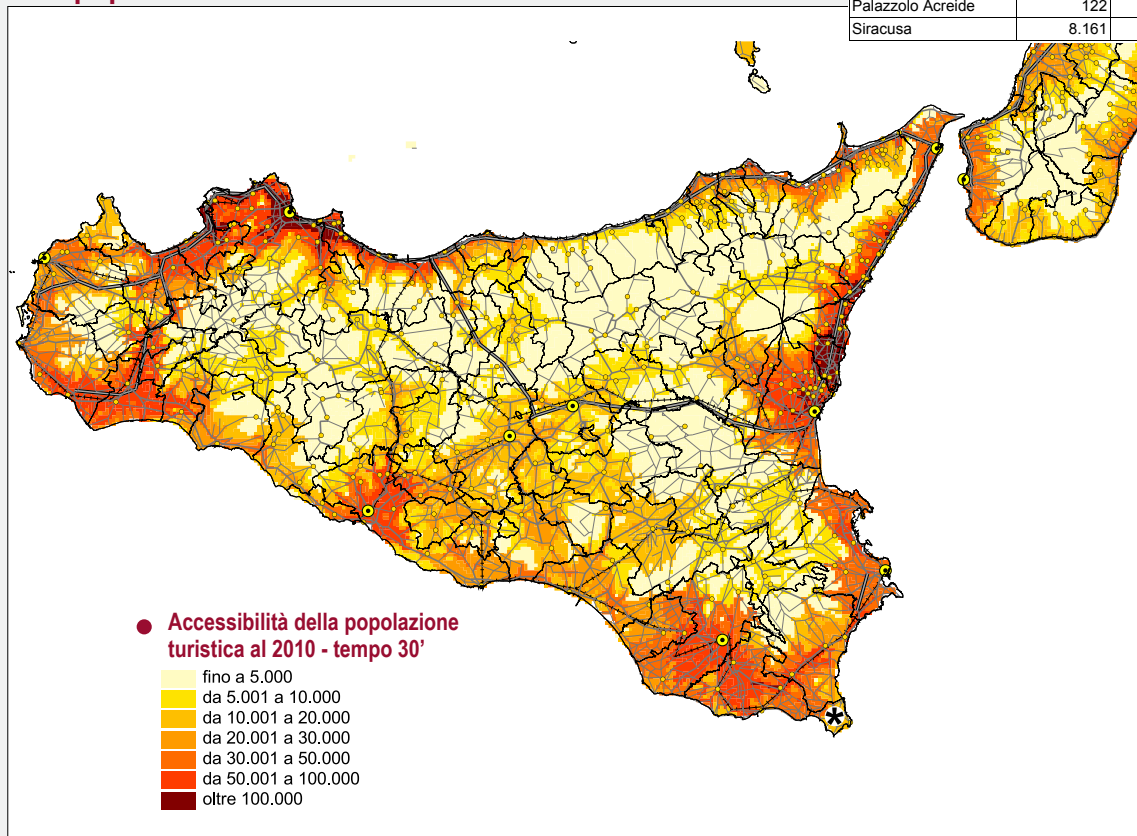 Palazzolo Acreide 122
Siracusa 8.161
Accessibilità della popolazione
turistica al 2010 - tempo 30’
fino a 5.000
da 5.001 a 10.000
da 10.001 a 20.000
da 20.001 a 30.000
da 30.001 a 50.000
da 50.001 a 100.000
oltre 100.000